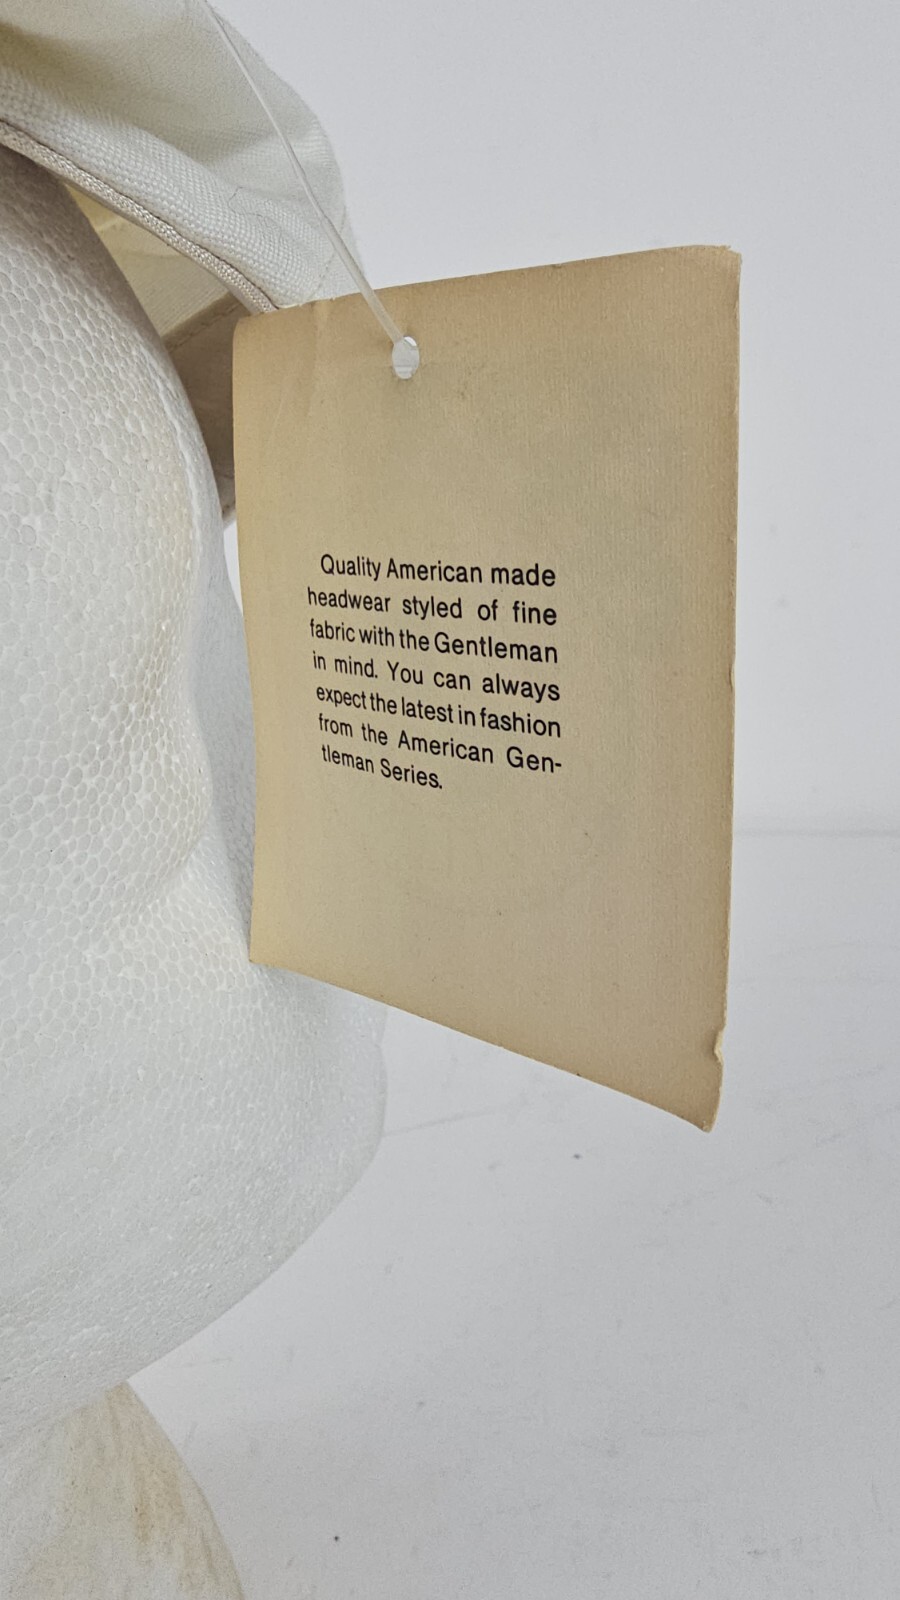 Quality American made
headwear styled of fine
fabric with the Gentleman
in mind. You can always
expect the latest in fashion
from the American Gen-
tleman Series.